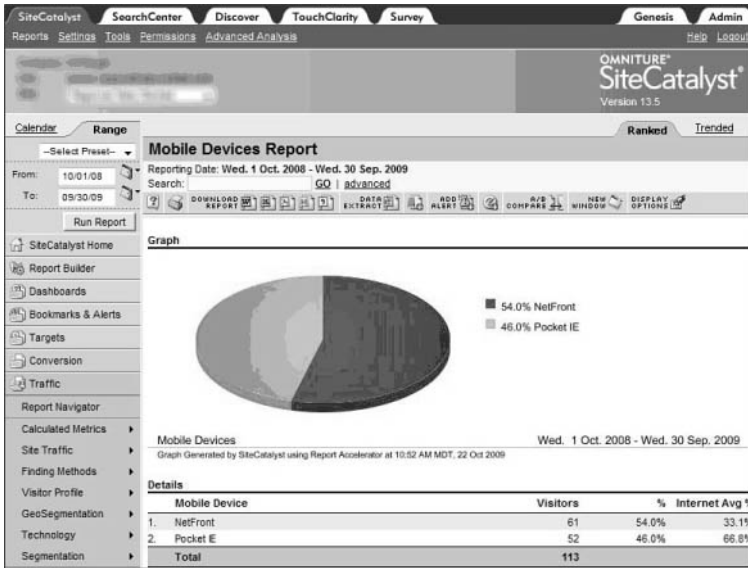 SiteCatalyst SearchCenter Discover TouchClarity Survey Genesis Admin
Reports Settings Tools Permissions Advanced Analysis Help Logout
OMNITURE®
SiteCatalyst®
Version 13.5
Calendar Range Ranked Trended
--Select Preset--
Mobile Devices Report
From: 10/01/08
To: 09/30/09
Run Report
Reporting Date: Wed. 1 Oct. 2008 - Wed. 30 Sep. 2009
Search: GO | advanced
DOWNLOAD REPORT DATA EXTRACT ADD ALERT A/B COMPARE NEW WINDOW DISPLAY OPTIONS
SiteCatalyst Home
Report Builder
Dashboards
Bookmarks & Alerts
Targets
Conversion
Traffic
Report Navigator
Calculated Metrics
Site Traffic
Finding Methods
Visitor Profile
GeoSegmentation
Technology
Segmentation
Graph
54.0% NetFront
46.0% Pocket IE
Mobile Devices Wed. 1 Oct. 2008 - Wed. 30 Sep. 2009
Graph Generated by SiteCatalyst using Report Accelerator at 10:52 AM MDT, 22 Oct 2009
Details
Mobile Device Visitors % Internet Avg %
1. NetFront 61 54.0% 33.1%
2. Pocket IE 52 46.0% 66.8%
Total 113